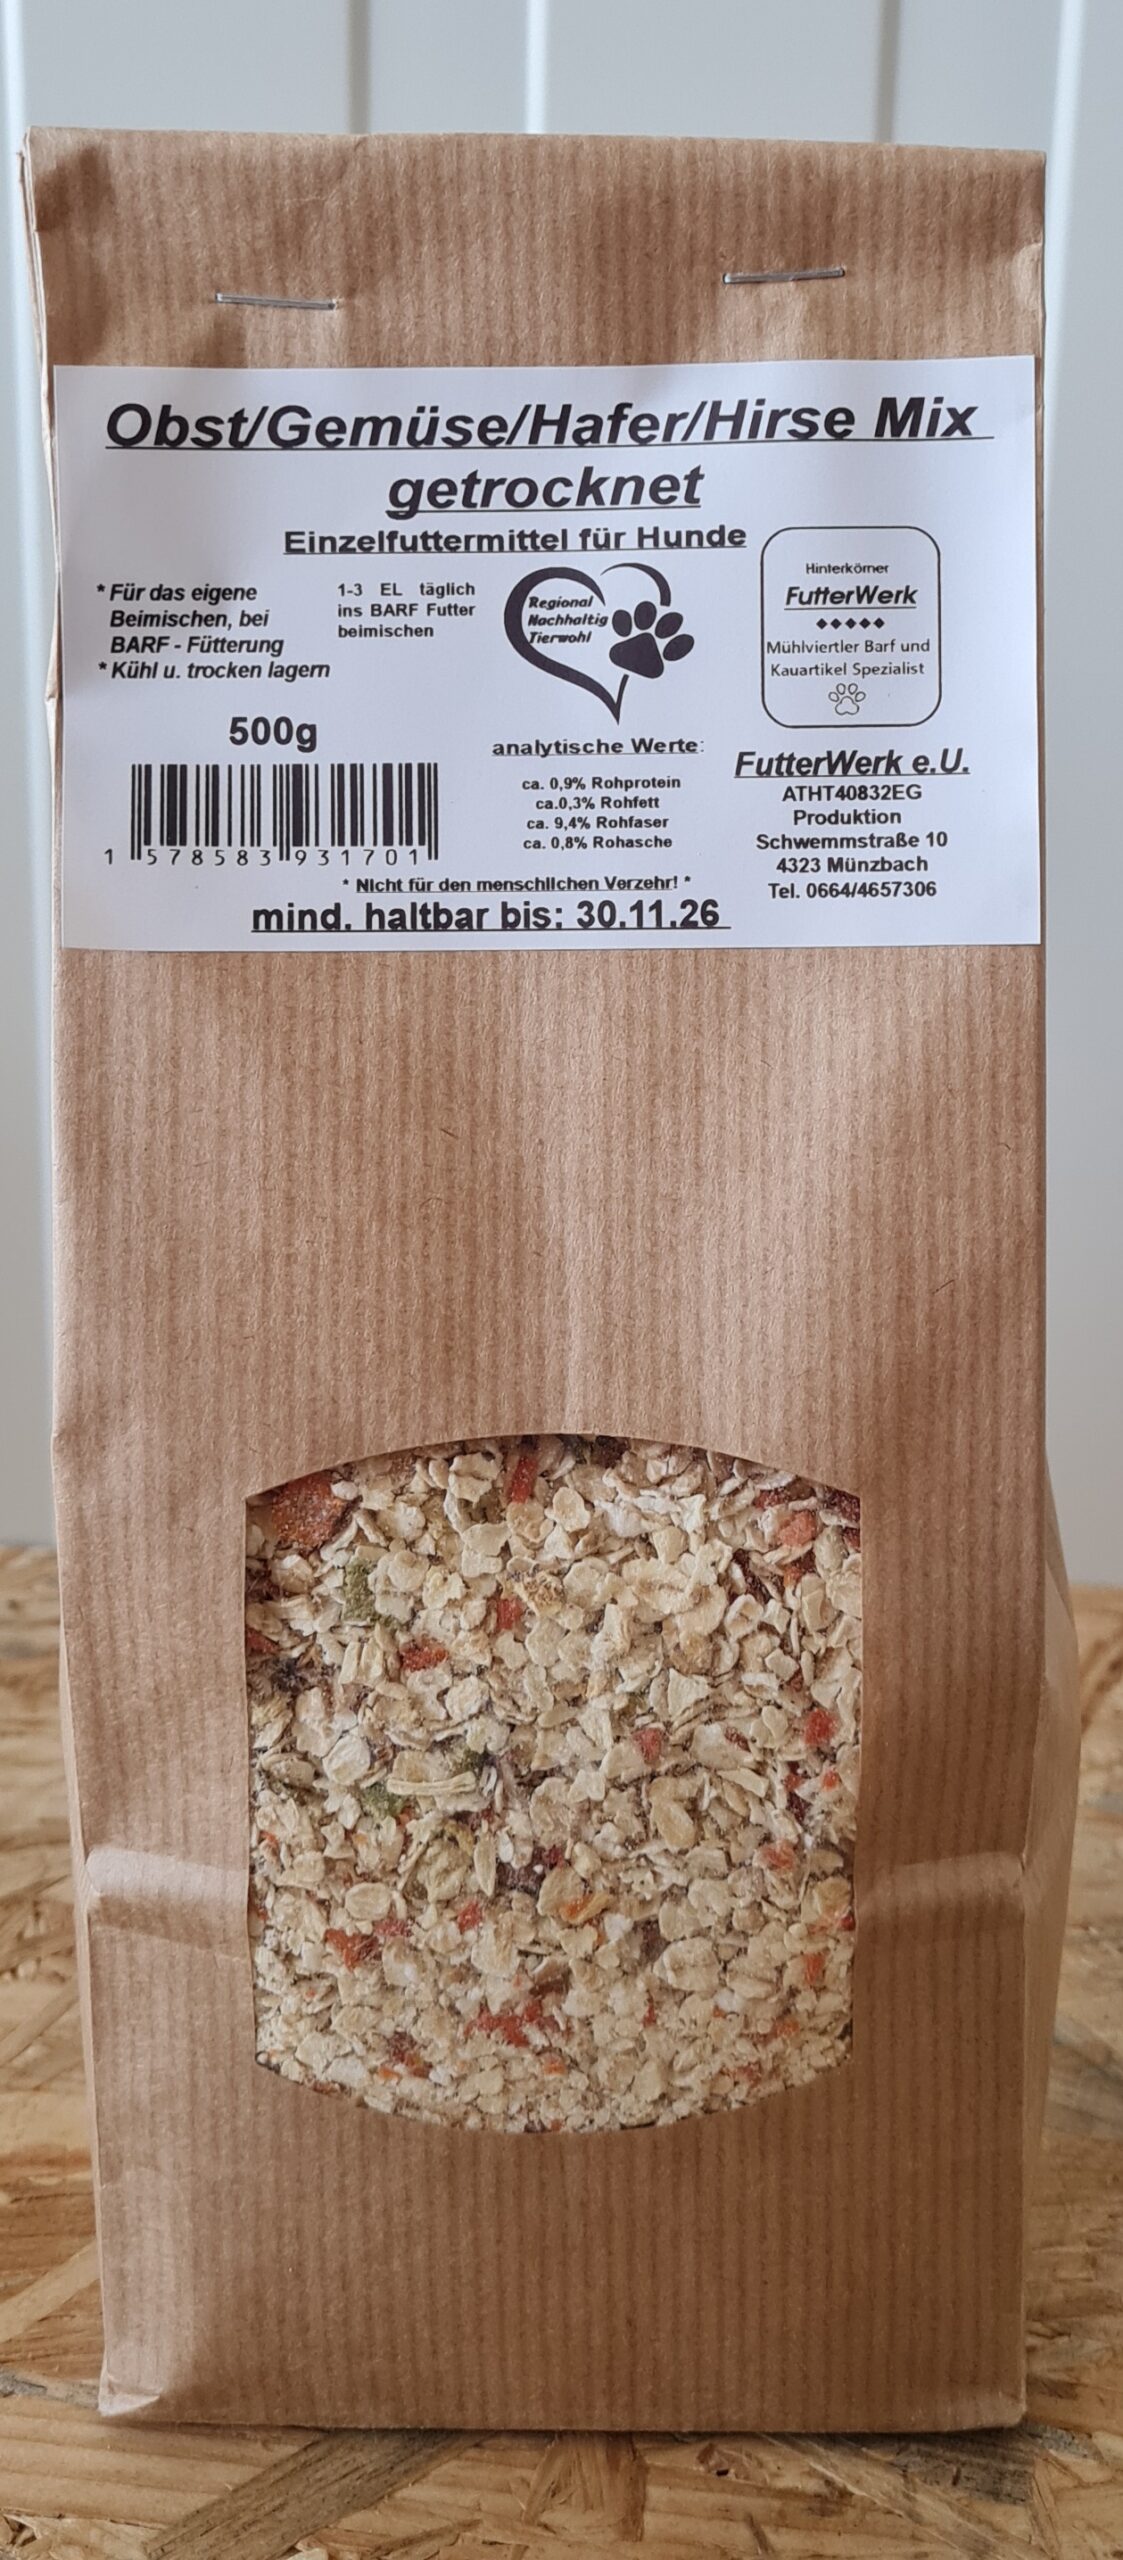 Obst/Gemüse/Hafer/Hirse Mix
getrocknet
Einzelfuttermittel für Hunde
* Für das eigene
Beimischen, bei
BARF - Fütterung
* Kühl u. trocken lagern
1-3 EL täglich
ins BARF Futter
beimischen
Regional
Nachhaltig
Tierwohl
Hinterkörner
FutterWerk
Mühlviertler Barf und
Kauartikel Spezialist
500g
1 578583 931701
analytische Werte:
ca. 0,9% Rohprotein
ca.0,3% Rohfett
ca. 9,4% Rohfaser
ca. 0,8% Rohasche
FutterWerk e.U.
ATHT40832EG
Produktion
Schwemmstraße 10
4323 Münzbach
Tel. 0664/4657306
* Nicht für den menschlichen Verzehr! *
mind. haltbar bis: 30.11.26